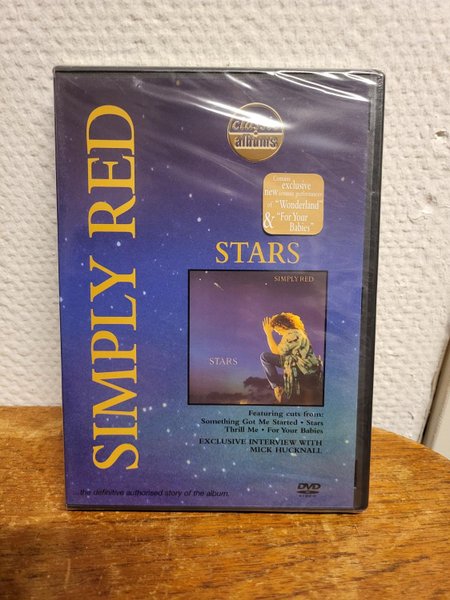 SIMPLY RED
classic
albums
Contains
new exclusive
acoustic performances
of "Wonderland"
& "For Your
Babies"
STARS
SIMPLY RED
STARS
Featuring cuts from:
Something Got Me Started • Stars
Thrill Me • For Your Babies
EXCLUSIVE INTERVIEW WITH
MICK HUCKNALL
...the definitive authorised story of the album.
DVD
VIDEO